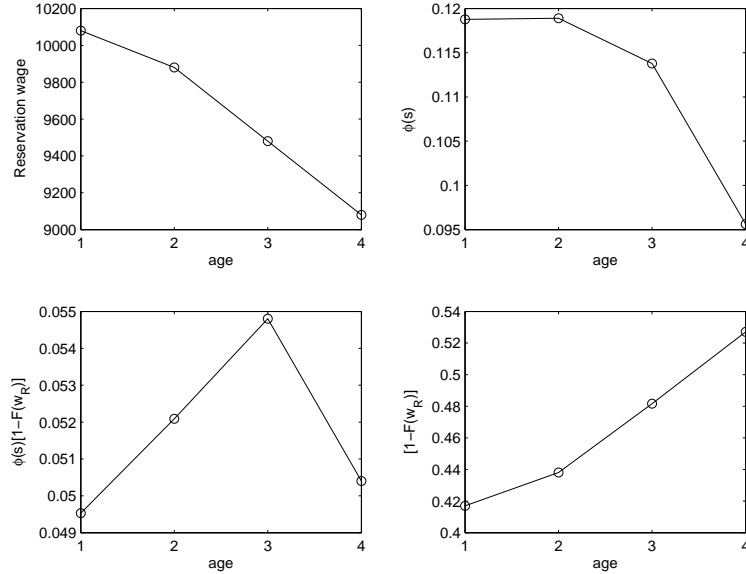 Reservation wage
10200
10000
9800
9600
9400
9200
9000
1 2 3 4
age
ϕ(s)
0.12
0.115
0.11
0.105
0.1
0.095
1 2 3 4
age
ϕ(s)[1−F(w_R)]
0.055
0.054
0.053
0.052
0.051
0.05
0.049
1 2 3 4
age
[1−F(w_R)]
0.54
0.52
0.5
0.48
0.46
0.44
0.42
0.4
1 2 3 4
age